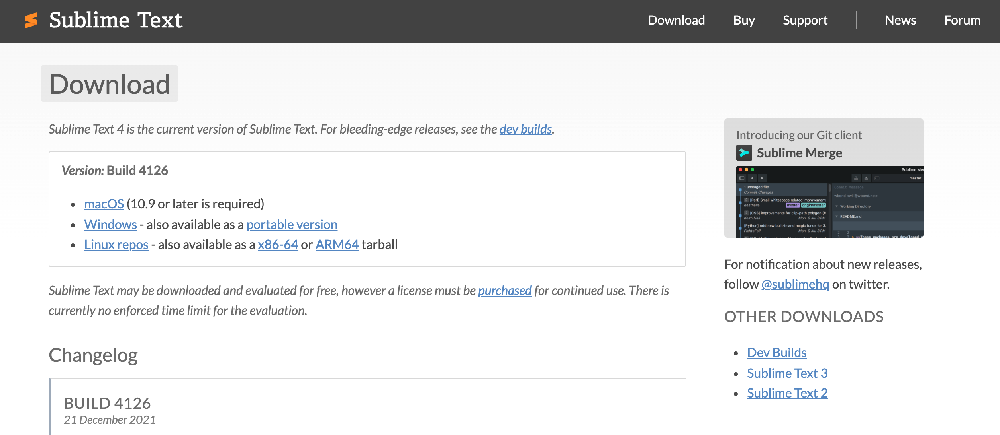 Sublime Text
Download
Buy
Support
News
Forum
Download
Sublime Text 4 is the current version of Sublime Text. For bleeding-edge releases, see the dev builds.
Version: Build 4126
macOS (10.9 or later is required)
Windows - also available as a portable version
Linux repos - also available as a x86-64 or ARM64 tarball
Sublime Text may be downloaded and evaluated for free, however a license must be purchased for continued use. There is
currently no enforced time limit for the evaluation.
Changelog
BUILD 4126
21 December 2021
Introducing our Git client
Sublime Merge
Sublime Mer
master
1 unstaged file
Commit Changes
2 [Perl] Small whitespace related improvements
deathaxe master origin/master
2 [CSS] improvements for clip-path polygon (#
Keith Hall Mon, 9 Jul 3 PM
[Python] Add new built-in and magic funcs for 3.
FichteFoll Mon, 9 Jul 3 PM
Commit Message
wbond <will@wbond.net>
Working Directory
README.md
2 2
3 3 > **These packages are developed a
For notification about new releases,
follow @sublimehq on twitter.
OTHER DOWNLOADS
Dev Builds
Sublime Text 3
Sublime Text 2